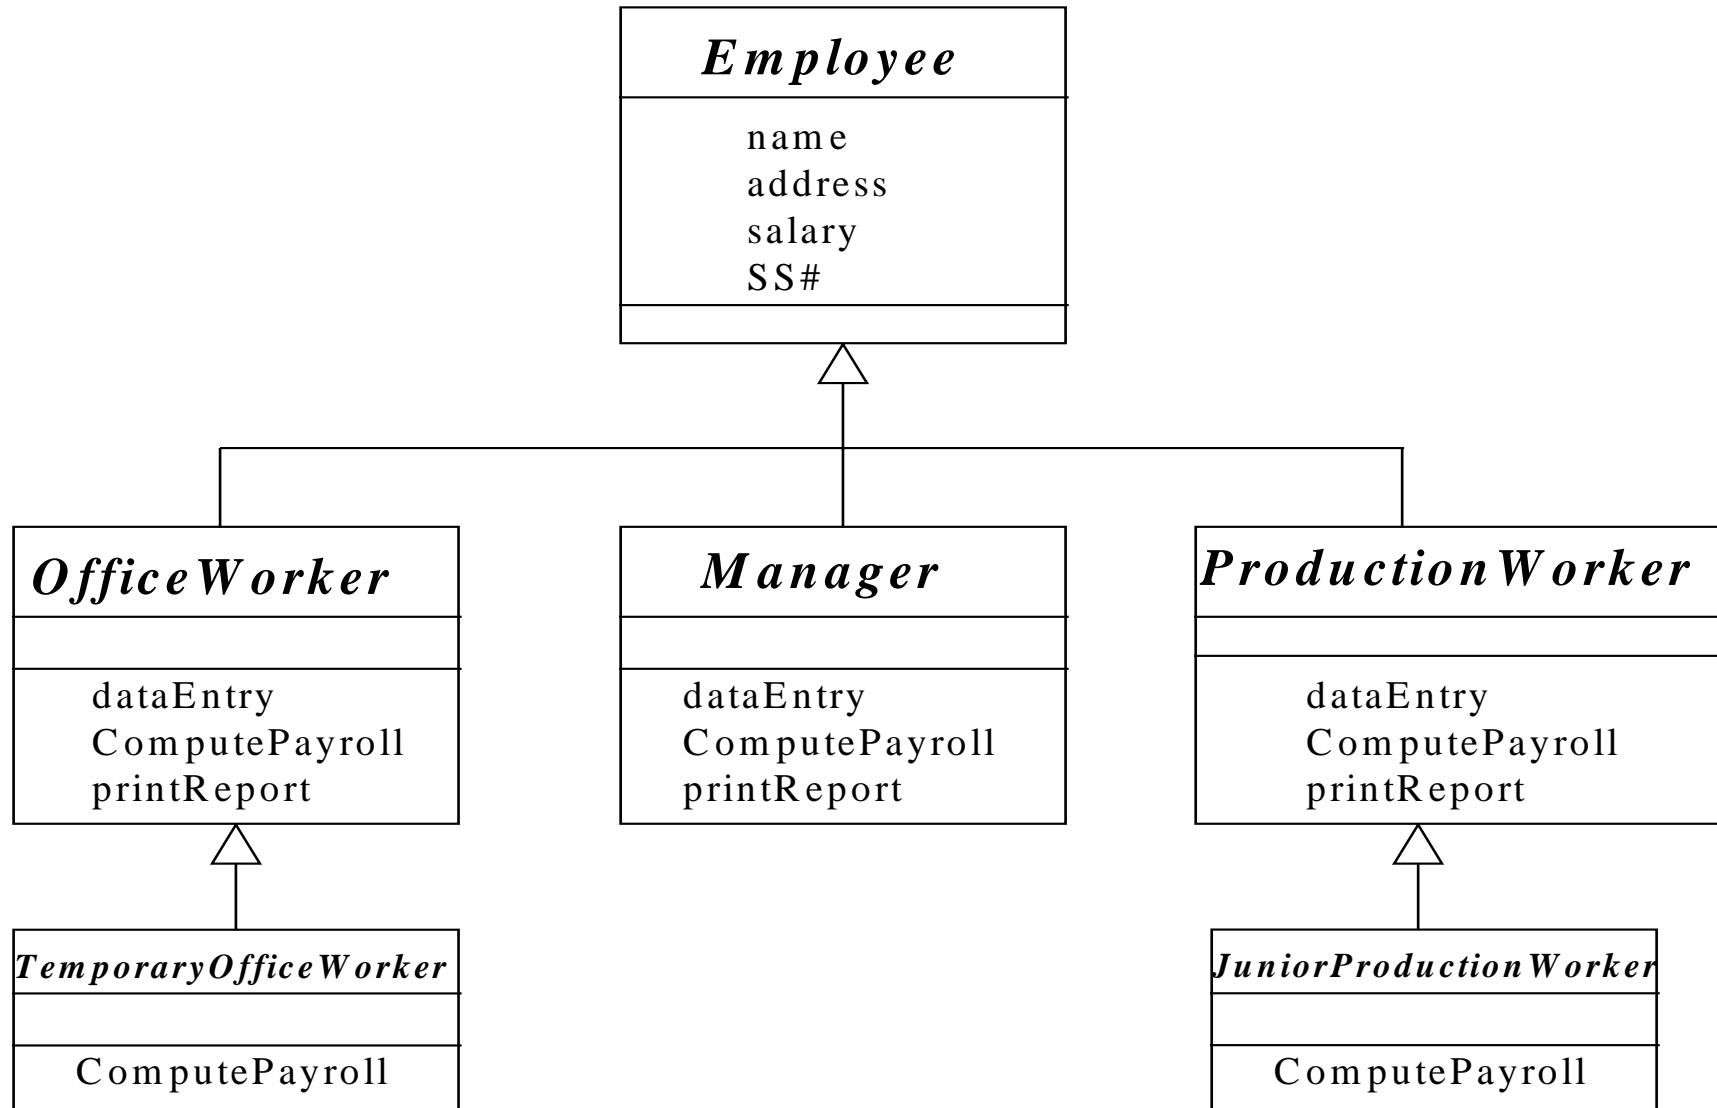 Employee
name
address
salary
SS#
OfficeWorker
dataEntry
ComputePayroll
printReport
Manager
dataEntry
ComputePayroll
printReport
ProductionWorker
dataEntry
ComputePayroll
printReport
TemporaryOfficeWorker
ComputePayroll
JuniorProductionWorker
ComputePayroll